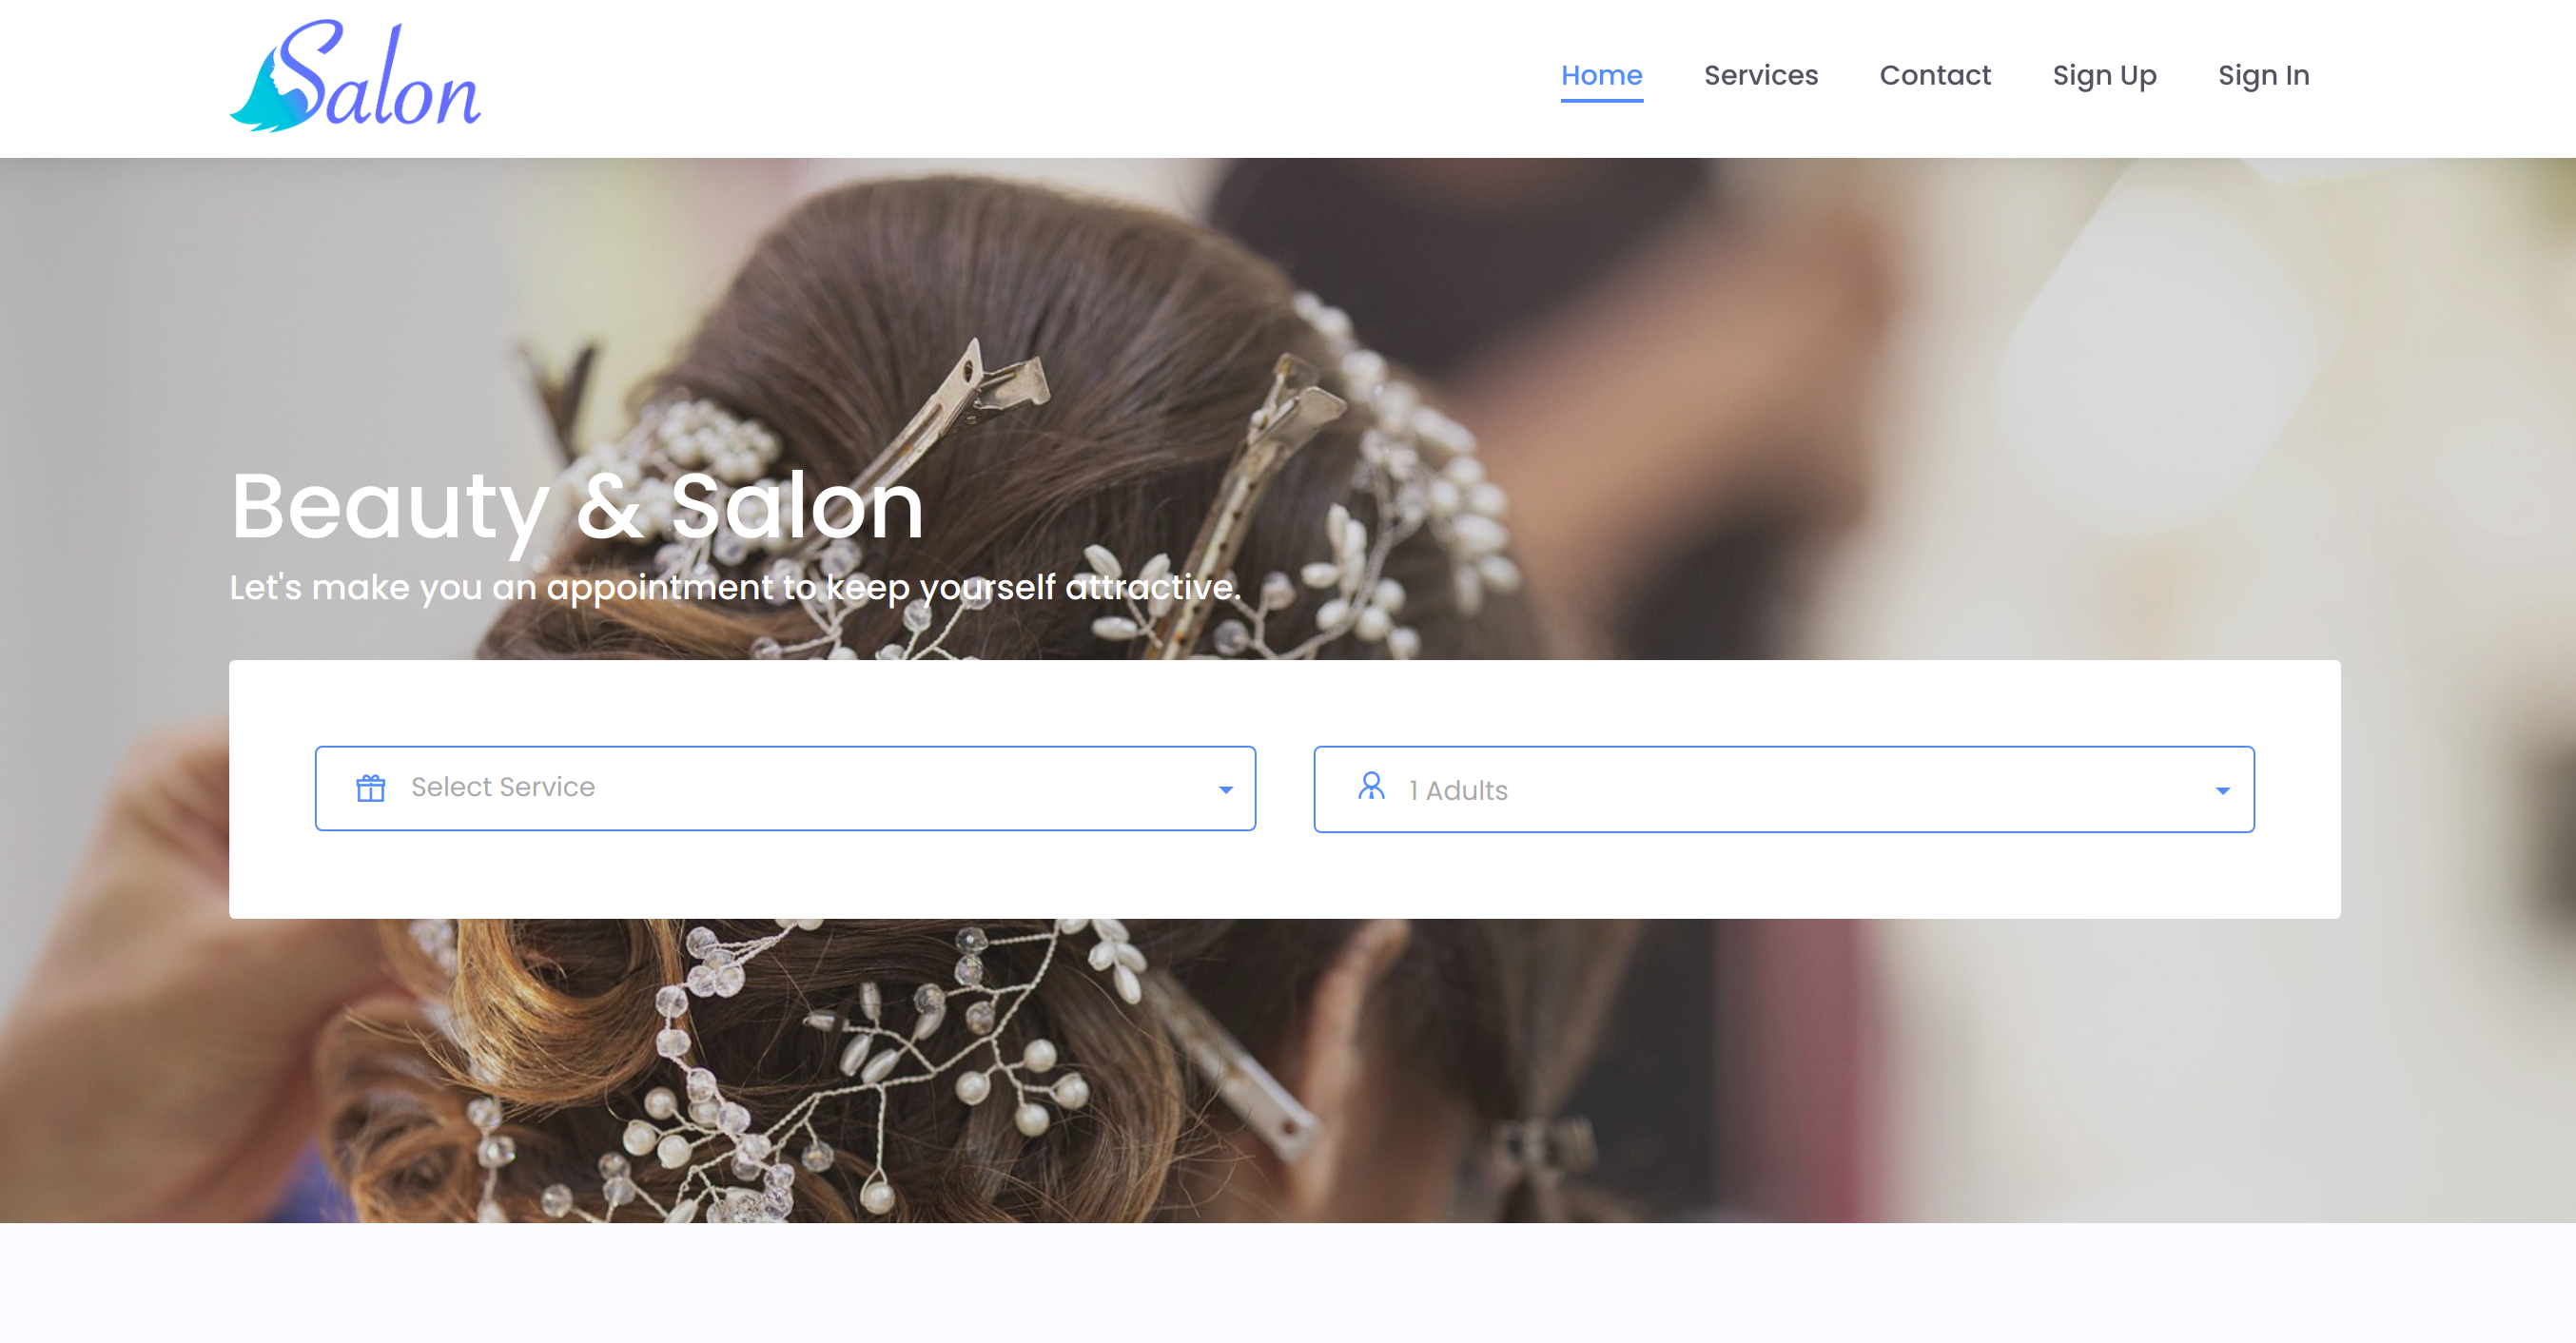 Salon
Home Services Contact Sign Up Sign In
Beauty & Salon
Let's make you an appointment to keep yourself attractive.
Select Service
1 Adults